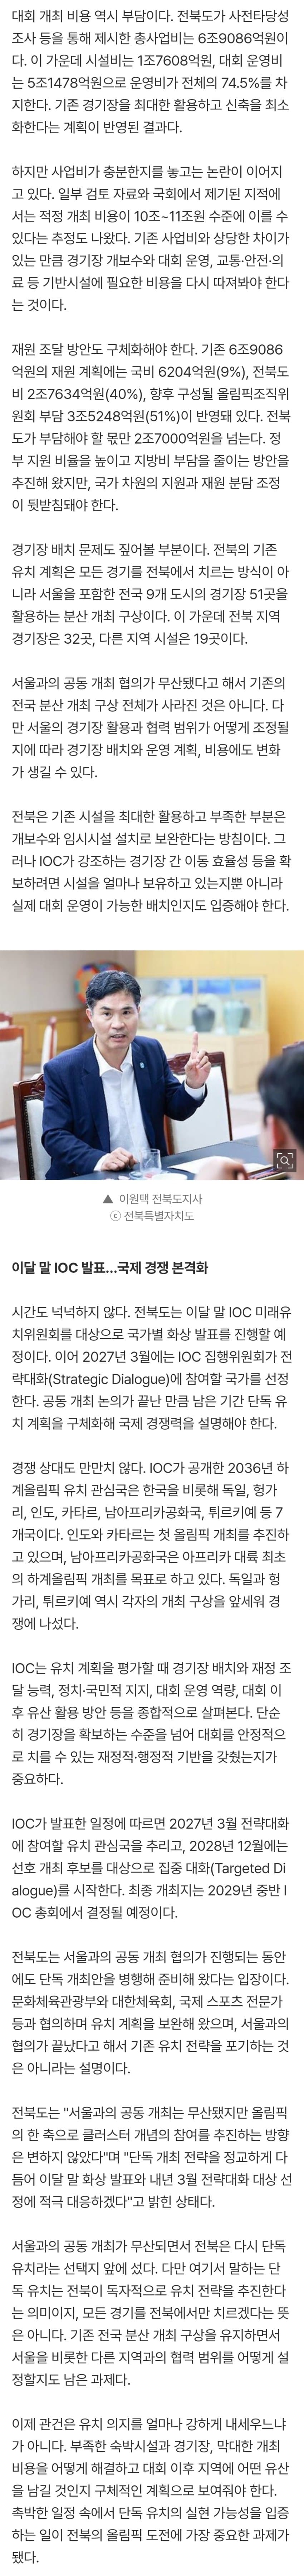 대회 개최 비용 역시 부담이다. 전북도가 사전타당성
조사 등을 통해 제시한 총사업비는 6조9086억원이
다. 이 가운데 시설비는 1조7608억원, 대회 운영비
는 5조1478억원으로 운영비가 전체의 74.5%를 차
지한다. 기존 경기장을 최대한 활용하고 신축을 최소
화한다는 계획이 반영된 결과다.
하지만 사업비가 충분한지를 놓고는 논란이 이어지
고 있다. 일부 검토 자료와 국회에서 제기된 지적에
서는 적정 개최 비용이 10조~11조원 수준에 이를 수
있다는 추정도 나왔다. 기존 사업비와 상당한 차이가
있는 만큼 경기장 개보수와 대회 운영, 교통·안전·의
료 등 기반시설에 필요한 비용을 다시 따져봐야 한다
는 것이다.
재원 조달 방안도 구체화해야 한다. 기존 6조9086
억원의 재원 계획에는 국비 6204억원(9%), 전북도
비 2조7634억원(40%), 향후 구성될 올림픽조직위
원회 부담 3조5248억원(51%)이 반영돼 있다. 전북
도가 부담해야 할 몫만 2조7000억원을 넘는다. 정
부 지원 비율을 높이고 지방비 부담을 줄이는 방안을
추진해 왔지만, 국가 차원의 지원과 재원 분담 조정
이 뒷받침돼야 한다.
경기장 배치 문제도 짚어볼 부분이다. 전북의 기존
유치 계획은 모든 경기를 전북에서 치르는 방식이 아
니라 서울을 포함한 전국 9개 도시의 경기장 51곳을
활용하는 분산 개최 구상이다. 이 가운데 전북 지역
경기장은 32곳, 다른 지역 시설은 19곳이다.
서울과의 공동 개최 협의가 무산됐다고 해서 기존의
전국 분산 개최 구상 전체가 사라진 것은 아니다. 다
만 서울의 경기장 활용과 협력 범위가 어떻게 조정될
지에 따라 경기장 배치와 운영 계획, 비용에도 변화
가 생길 수 있다.
전북은 기존 시설을 최대한 활용하고 부족한 부분은
개보수와 임시시설 설치로 보완한다는 방침이다. 그
러나 IOC가 강조하는 경기장 간 이동 효율성 등을 확
보하려면 시설을 얼마나 보유하고 있는지뿐 아니라
실제 대회 운영이 가능한 배치인지도 입증해야 한다.
▲ 이원택 전북도지사
ⓒ 전북특별자치도
이달 말 IOC 발표…국제 경쟁 본격화
시간도 넉넉하지 않다. 전북도는 이달 말 IOC 미래유
치위원회를 대상으로 국가별 화상 발표를 진행할 예
정이다. 이어 2027년 3월에는 IOC 집행위원회가 전
략대화(Strategic Dialogue)에 참여할 국가를 선정
한다. 공동 개최 논의가 끝난 만큼 남은 기간 단독 유
치 계획을 구체화해 국제 경쟁력을 설명해야 한다.
경쟁 상대도 만만치 않다. IOC가 공개한 2036년 하
계올림픽 유치 관심국은 한국을 비롯해 독일, 헝가
리, 인도, 카타르, 남아프리카공화국, 튀르키예 등 7
개국이다. 인도와 카타르는 첫 올림픽 개최를 추진하
고 있으며, 남아프리카공화국은 아프리카 대륙 최초
의 하계올림픽 개최를 목표로 하고 있다. 독일과 헝
가리, 튀르키예 역시 각자의 개최 구상을 앞세워 경
쟁에 나섰다.
IOC는 유치 계획을 평가할 때 경기장 배치와 재정 조
달 능력, 정치·국민적 지지, 대회 운영 역량, 대회 이
후 유산 활용 방안 등을 종합적으로 살펴본다. 단순
히 경기장을 확보하는 수준을 넘어 대회를 안정적으
로 치를 수 있는 재정적·행정적 기반을 갖췄는지가
중요하다.
IOC가 발표한 일정에 따르면 2027년 3월 전략대화
에 참여할 유치 관심국을 추리고, 2028년 12월에는
선호 개최 후보를 대상으로 집중 대화(Targeted Di
alogue)를 시작한다. 최종 개최지는 2029년 중반 I
OC 총회에서 결정될 예정이다.
전북도는 서울과의 공동 개최 협의가 진행되는 동안
에도 단독 개최안을 병행해 준비해 왔다는 입장이다.
문화체육관광부와 대한체육회, 국제 스포츠 전문가
등과 협의하며 유치 계획을 보완해 왔으며, 서울과의
협의가 끝났다고 해서 기존 유치 전략을 포기하는 것
은 아니라는 설명이다.
전북도는 "서울과의 공동 개최는 무산됐지만 올림픽
의 한 축으로 클러스터 개념의 참여를 추진하는 방향
은 변하지 않았다"며 "단독 개최 전략을 정교하게 다
듬어 이달 말 화상 발표와 내년 3월 전략대화 대상 선
정에 적극 대응하겠다"고 밝힌 상태다.
서울과의 공동 개최가 무산되면서 전북은 다시 단독
유치라는 선택지 앞에 섰다. 다만 여기서 말하는 단
독 유치는 전북이 독자적으로 유치 전략을 추진한다
는 의미이지, 모든 경기를 전북에서만 치르겠다는 뜻
은 아니다. 기존 전국 분산 개최 구상을 유지하면서
서울을 비롯한 다른 지역과의 협력 범위를 어떻게 설
정할지도 남은 과제다.
이제 관건은 유치 의지를 얼마나 강하게 내세우느냐
가 아니다. 부족한 숙박시설과 경기장, 막대한 개최
비용을 어떻게 해결하고 대회 이후 지역에 어떤 유산
을 남길 것인지 구체적인 계획으로 보여줘야 한다.
촉박한 일정 속에서 단독 유치의 실현 가능성을 입증
하는 일이 전북의 올림픽 도전에 가장 중요한 과제가
됐다.